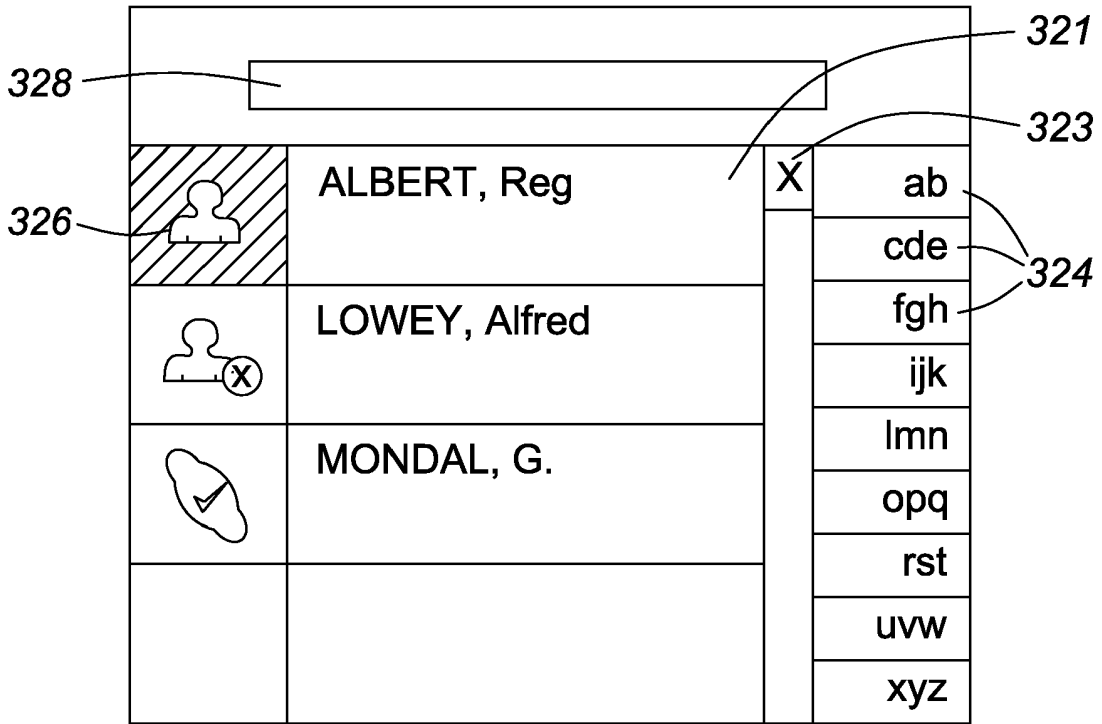 321
328
323
ALBERT, Reg
X
ab
326
cde
324
fgh
LOWEY, Alfred
X
ijk
lmn
MONDAL, G.
opq
rst
uvw
xyz